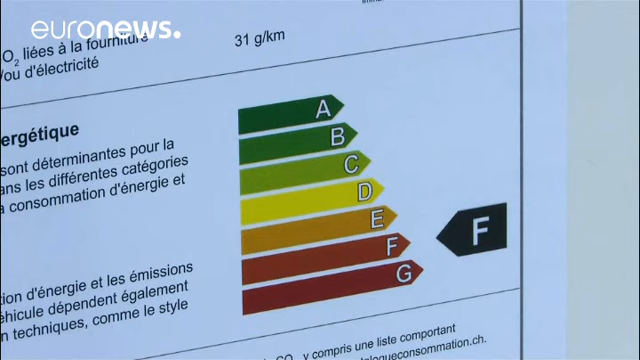 euronews.
O₂ liées à la fourniture
/ou d'électricité
31 g/km
ergétique
sont déterminantes pour la
ans les différentes catégories
a consommation d'énergie et
A
B
C
D
E
F
G
F
tion d'énergie et les émissions
éhicule dépendent également
n techniques, comme le style
CO₂, y compris une liste comportant
talogueconsommation.ch.